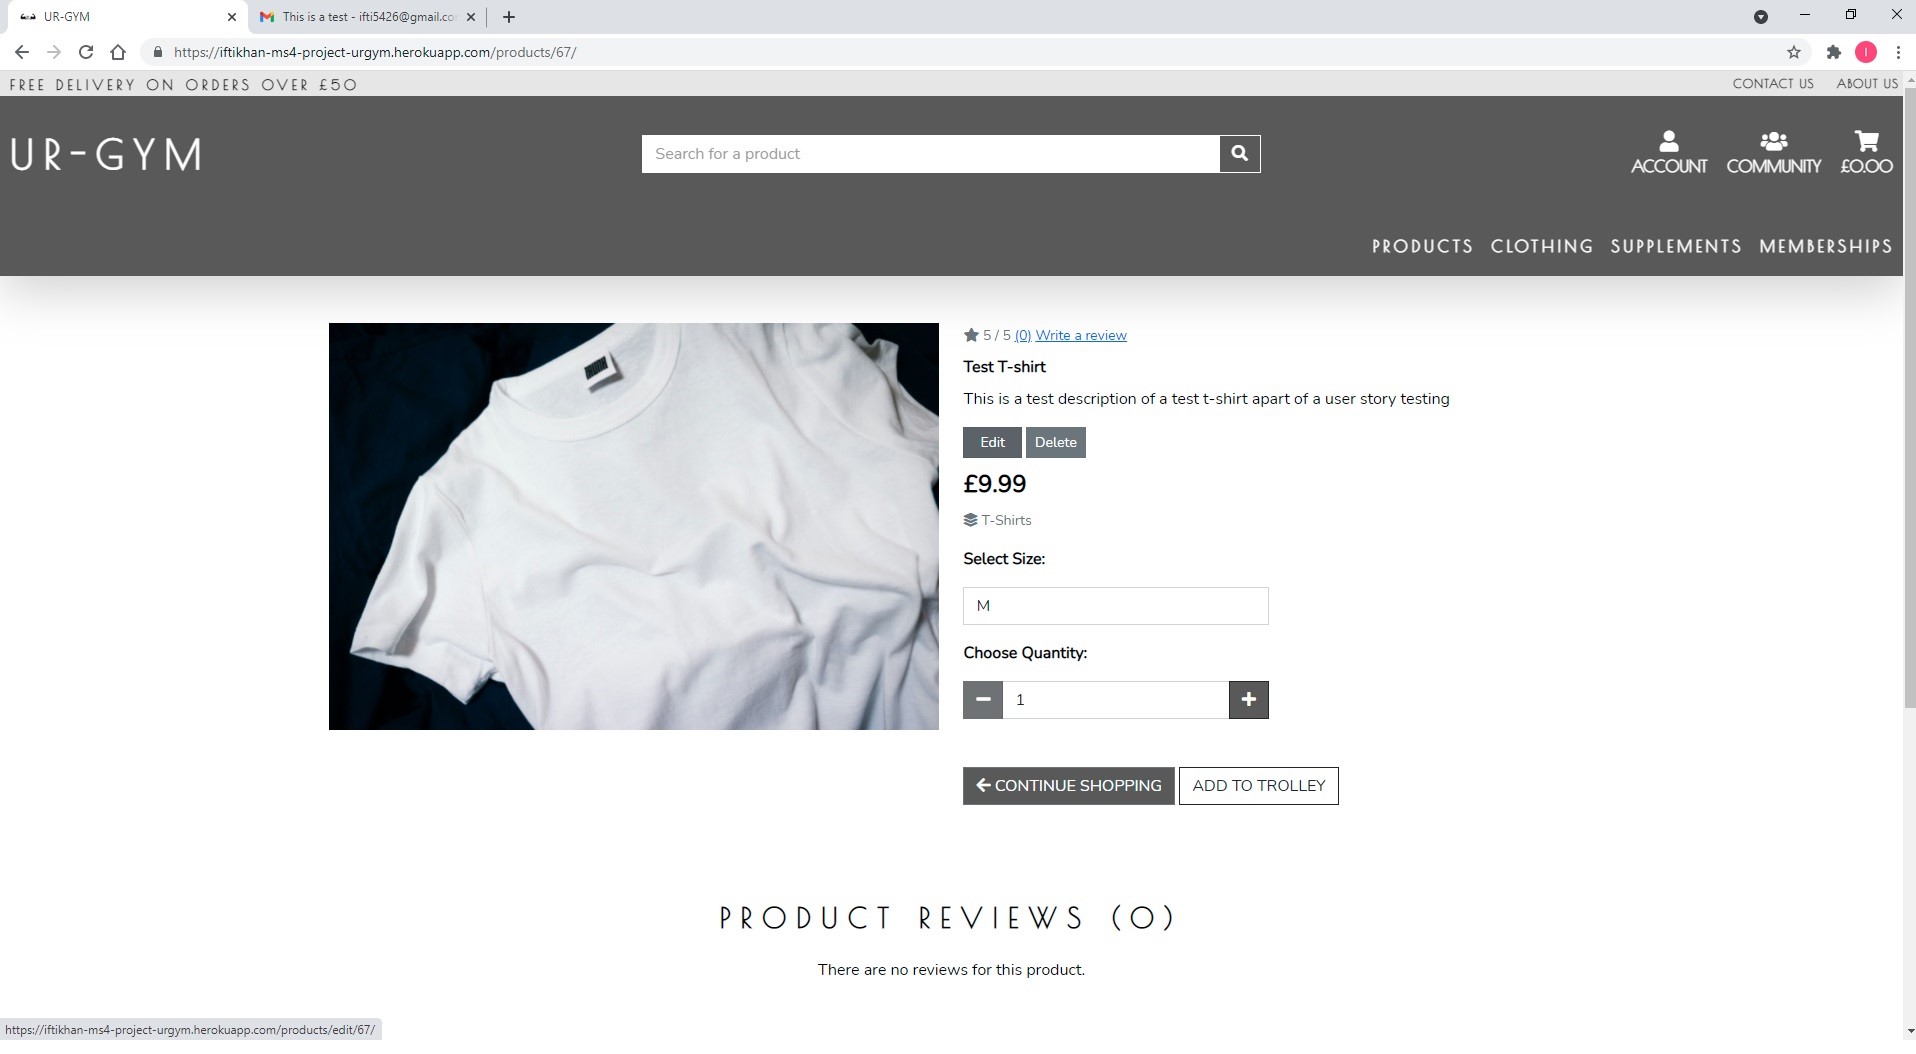 UR-GYM
This is a test - ifti5426@gmail.co
https://iftikhan-ms4-project-urgym.herokuapp.com/products/67/
I
FREE DELIVERY ON ORDERS OVER £50
CONTACT US ABOUT US
UR-GYM
Search for a product
ACCOUNT COMMUNITY £0.00
PRODUCTS CLOTHING SUPPLEMENTS MEMBERSHIPS
5 / 5 (0) Write a review
Test T-shirt
This is a test description of a test t-shirt apart of a user story testing
Edit Delete
£9.99
T-Shirts
Select Size:
M
Choose Quantity:
1
CONTINUE SHOPPING ADD TO TROLLEY
PRODUCT REVIEWS (0)
There are no reviews for this product.
https://iftikhan-ms4-project-urgym.herokuapp.com/products/edit/67/